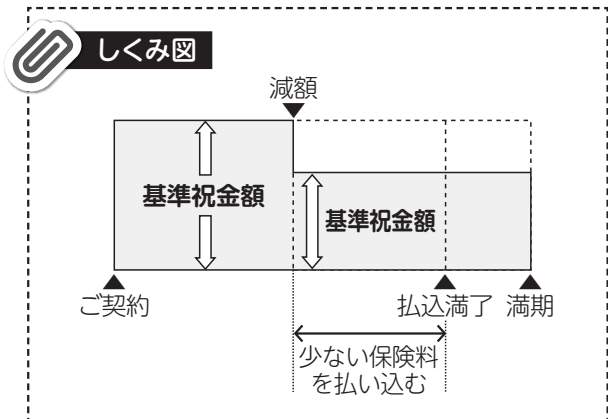 しくみ図
減額
基準祝金額
基準祝金額
ご契約
払込満了
満期
少ない保険料
を払い込む